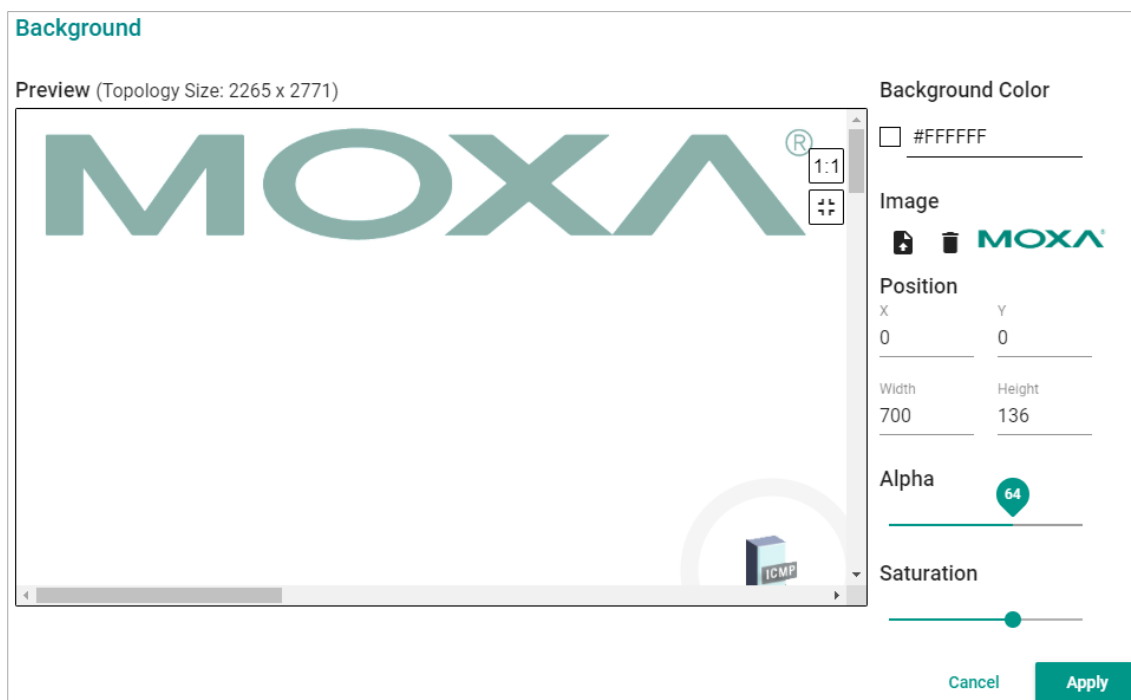 Background
Preview (Topology Size: 2265 x 2771)
MOXA®
1:1
ICMP
Background Color
#FFFFFF
Image
MOXA®
Position
X Y
0 0
Width Height
700 136
Alpha
64
Saturation
Cancel Apply